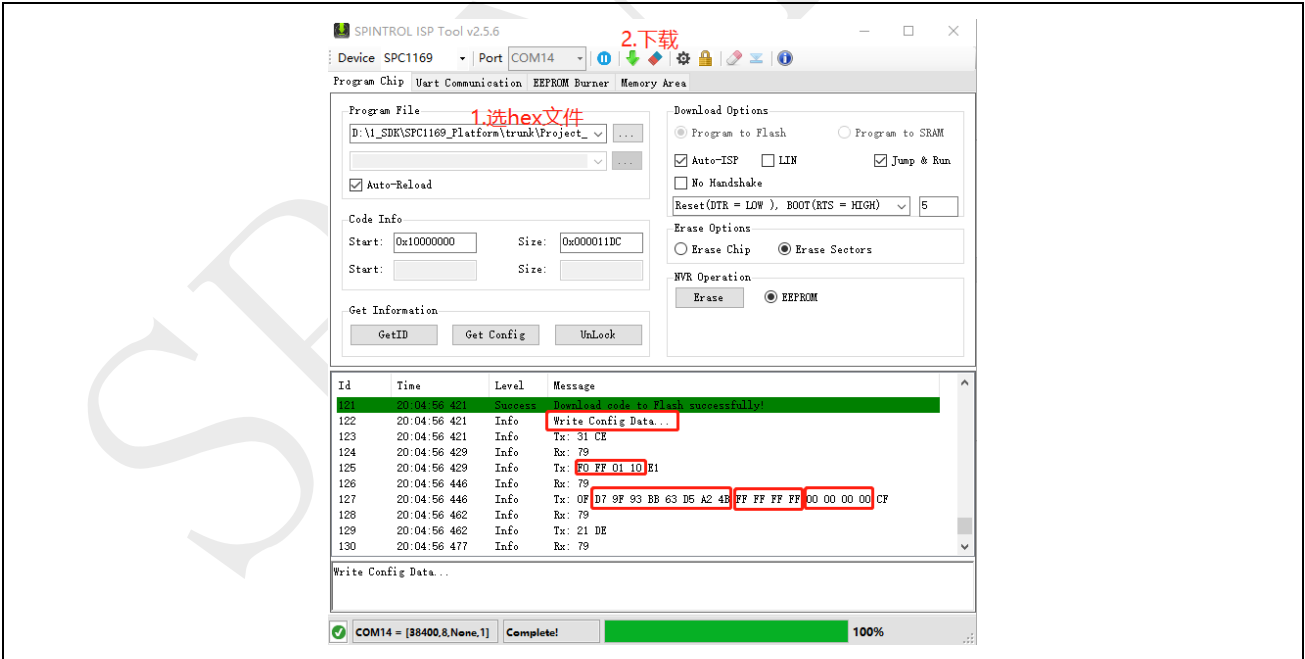 SPINTROL ISP Tool v2.5.6
2.下载
Device SPC1169 Port COM14
Program Chip Uart Communication EEPROM Burner Memory Area
Program File
1.选hex文件
D:\1_SDK\SPC1169_Platform\trunk\Project_ ...
...
Auto-Reload
Code Info
Start: 0x10000000 Size: 0x000011DC
Start: Size:
Get Information
GetID Get Config UnLock
Download Options
Program to Flash Program to SRAM
Auto-ISP LIN Jump & Run
No Handshake
Reset(DTR = LOW ), BOOT(RTS = HIGH) 5
Erase Options
Erase Chip Erase Sectors
NVR Operation
Erase EEPROM
Id Time Level Message
121 20:04:56 421 Success Download code to Flash successfully!
122 20:04:56 421 Info Write Config Data...
123 20:04:56 421 Info Tx: 31 CE
124 20:04:56 429 Info Rx: 79
125 20:04:56 429 Info Tx: F0 FF 01 10 E1
126 20:04:56 446 Info Rx: 79
127 20:04:56 446 Info Tx: 0F D7 9F 93 BB 63 D5 A2 4B FF FF FF FF 00 00 00 00 CF
128 20:04:56 462 Info Rx: 79
129 20:04:56 462 Info Tx: 21 DE
130 20:04:56 477 Info Rx: 79
Write Config Data...
COM14 = [38400,8,None,1] Complete! 100%